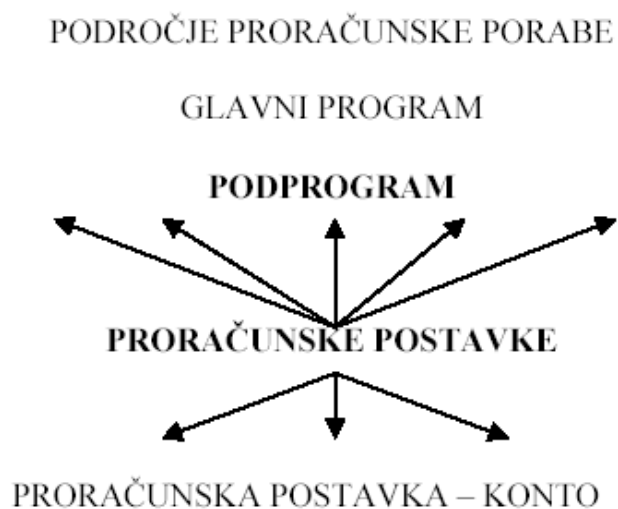 PODROČJE PRORAČUNSKE PORABE
GLAVNI PROGRAM
PODPROGRAM
PRORAČUNSKE POSTAVKE
PRORAČUNSKA POSTAVKA – KONTO